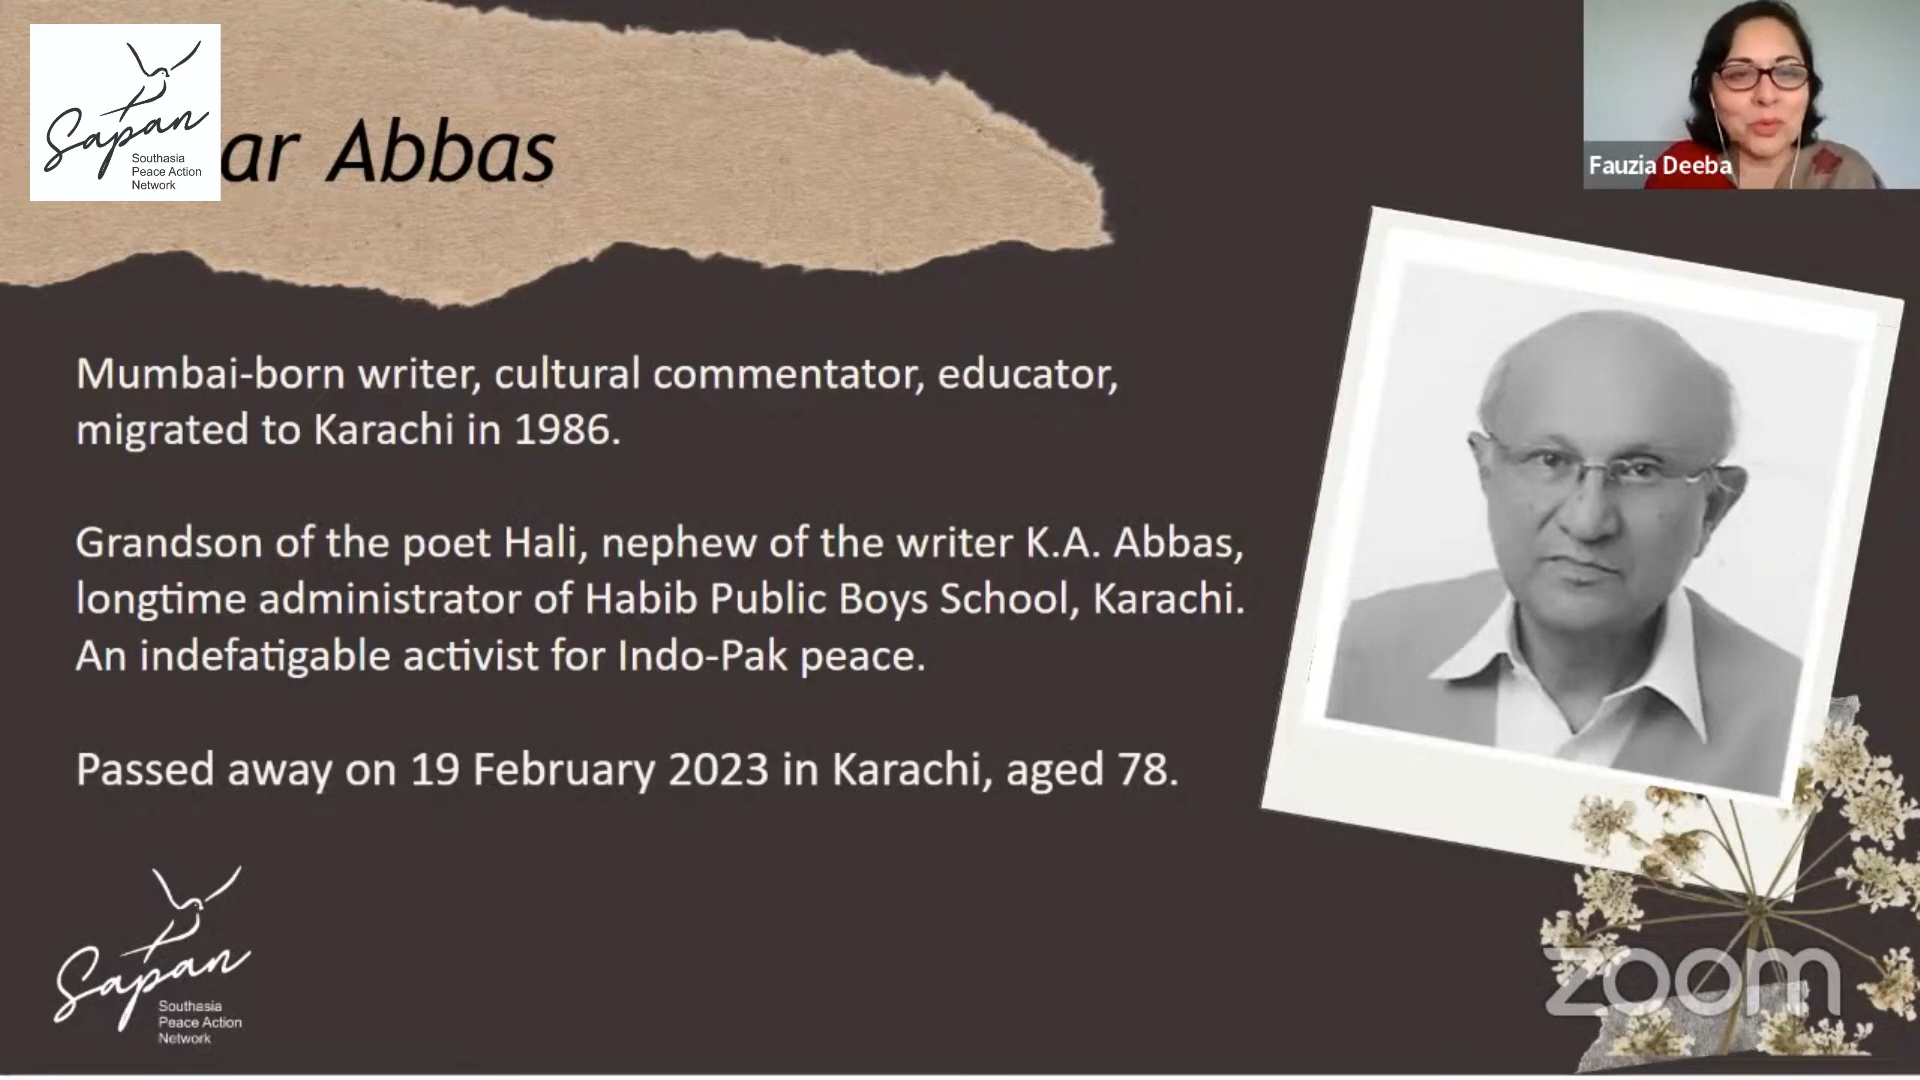 Sapan
Southasia
Peace Action
Network
ar Abbas
Fauzia Deeba
Mumbai-born writer, cultural commentator, educator,
migrated to Karachi in 1986.
Grandson of the poet Hali, nephew of the writer K.A. Abbas,
longtime administrator of Habib Public Boys School, Karachi.
An indefatigable activist for Indo-Pak peace.
Passed away on 19 February 2023 in Karachi, aged 78.
Sapan
Southasia
Peace Action
Network
zoom